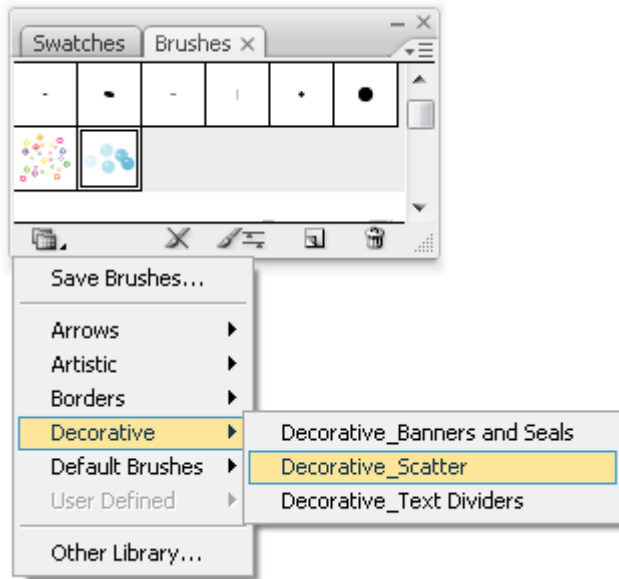 Swatches Brushes
Save Brushes...
Arrows
Artistic
Borders
Decorative
Decorative_Banners and Seals
Default Brushes
Decorative_Scatter
User Defined
Decorative_Text Dividers
Other Library...